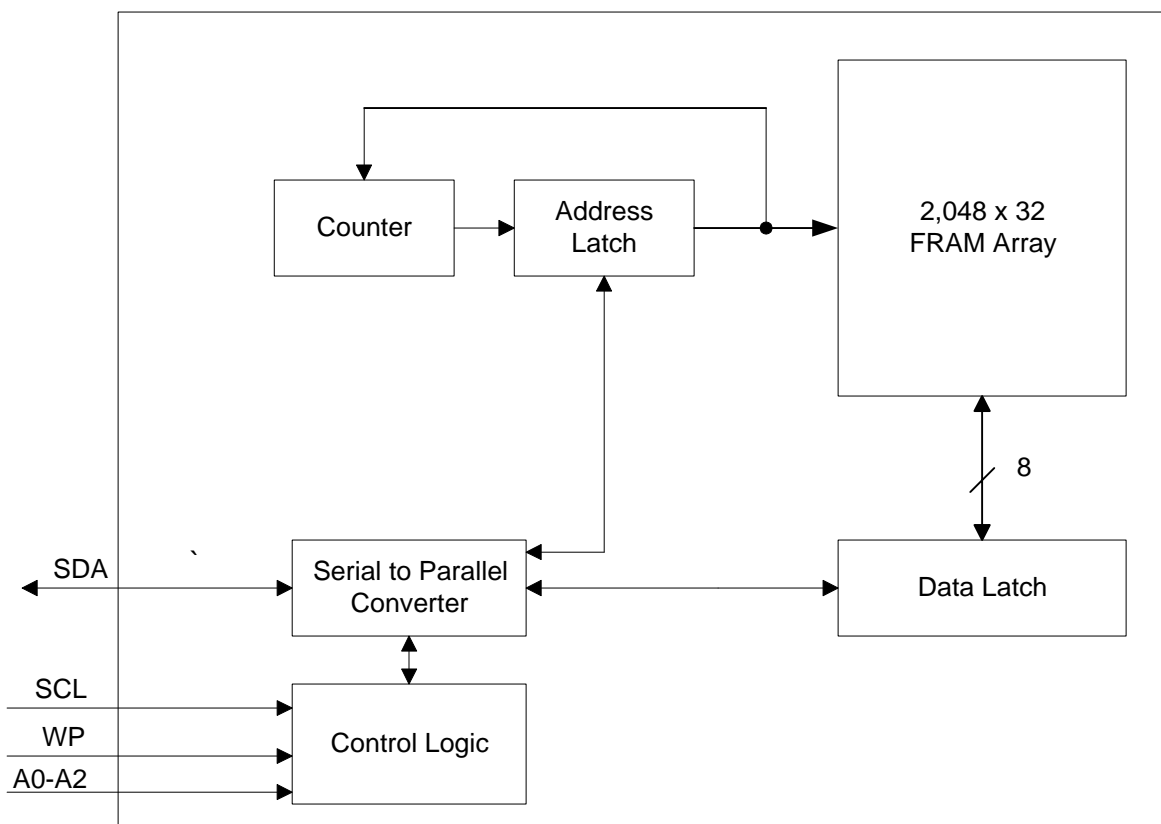 Counter
Address
Latch
2,048 x 32
FRAM Array
8
`
SDA
Serial to Parallel
Converter
Data Latch
SCL
WP
A0-A2
Control Logic